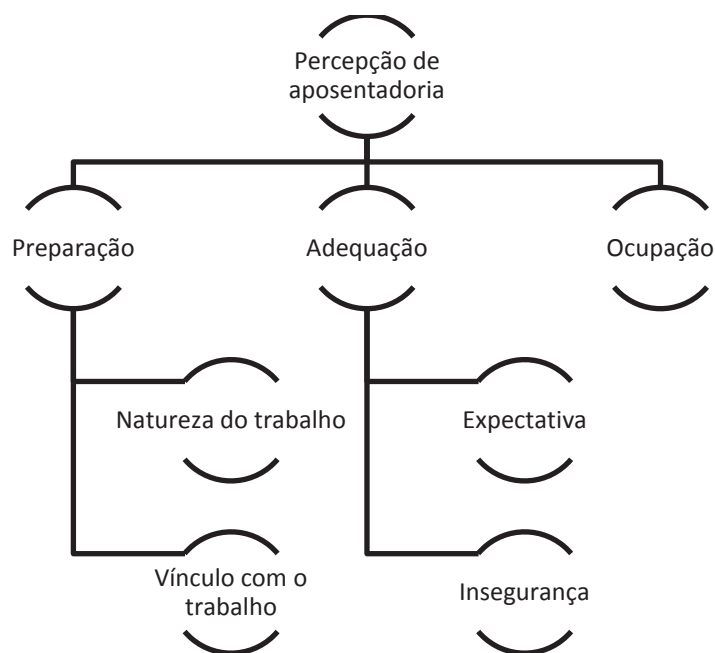 Percepção de
aposentadoria
Preparação
Adequação
Ocupação
Natureza do trabalho
Expectativa
Vínculo com o
trabalho
Insegurança